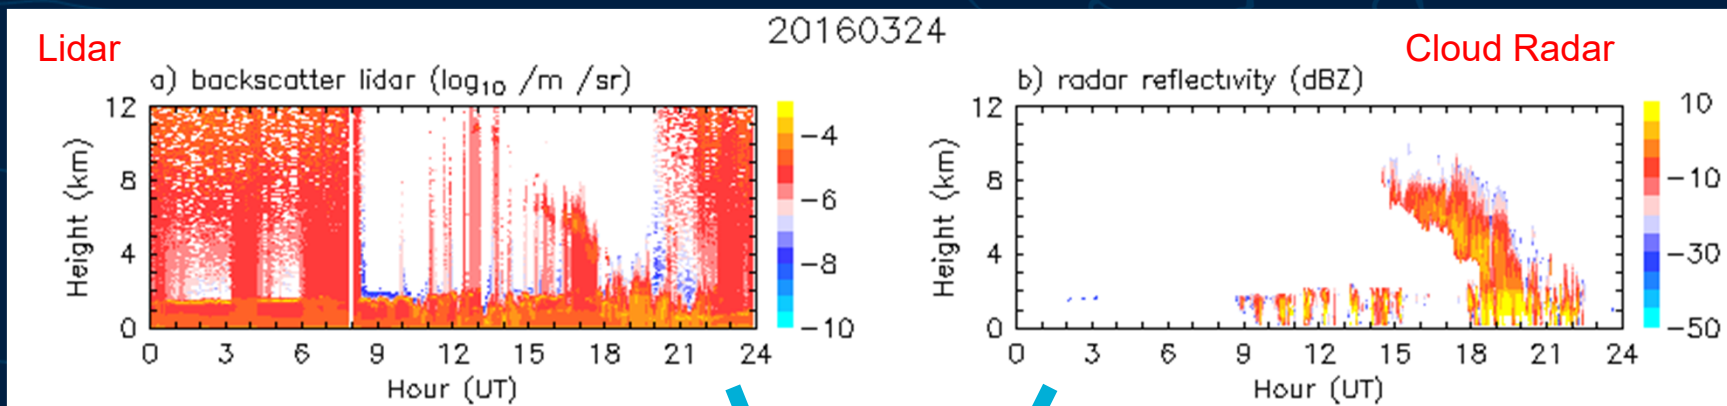 20160324
Lidar
Cloud Radar
a) backscatter lidar (log₁₀ /m /sr)
b) radar reflectivity (dBZ)
12
8
4
0
Height (km)
0 3 6 9 12 15 18 21 24
Hour (UT)
−4
−6
−8
−10
12
8
4
0
Height (km)
0 3 6 9 12 15 18 21 24
Hour (UT)
10
−10
−30
−50